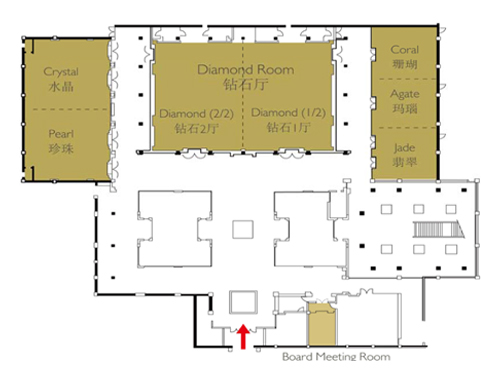 Crystal
水晶
Pearl
珍珠
Diamond Room
钻石厅
Diamond (2/2)
钻石2厅
Diamond (1/2)
钻石1厅
Coral
珊瑚
Agate
玛瑙
Jade
翡翠
Board Meeting Room